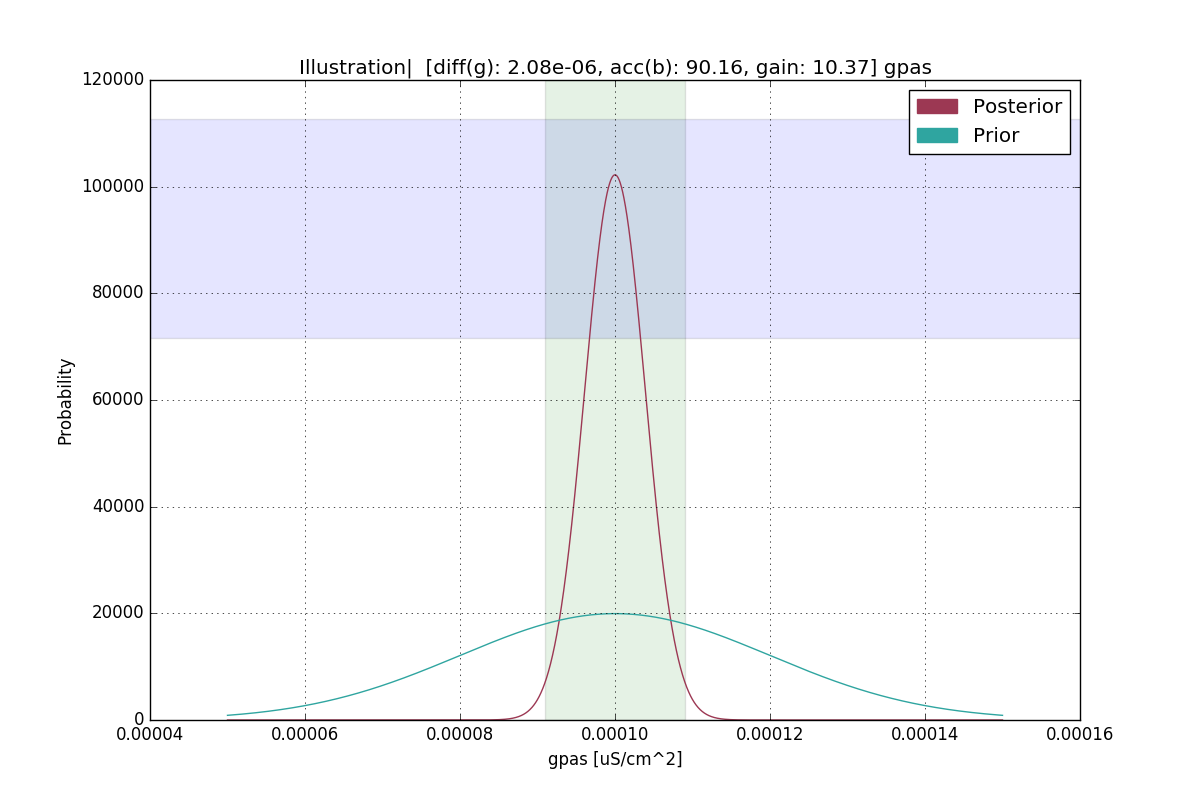 Illustration|  [diff(g): 2.08e-06, acc(b): 90.16, gain: 10.37] gpas
120000
100000
80000
60000
40000
20000
0
Probability
Posterior
Prior
0.00004 0.00006 0.00008 0.00010 0.00012 0.00014 0.00016
gpas [uS/cm^2]